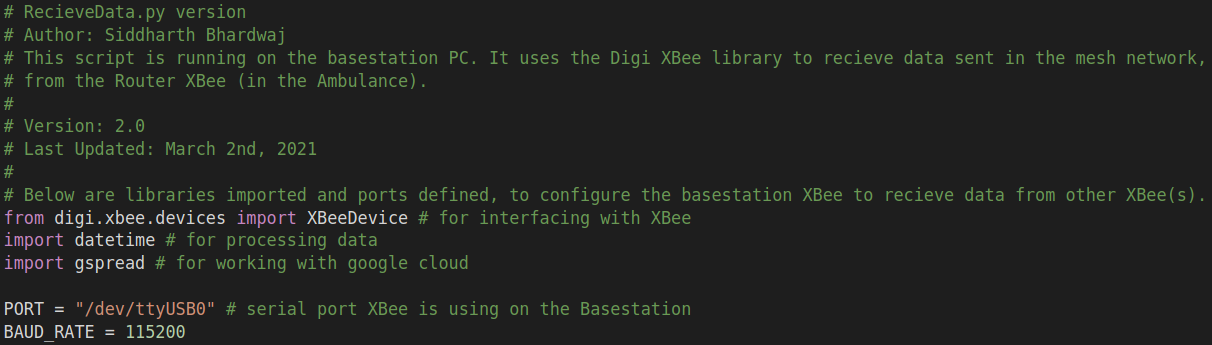 # RecieveData.py version
# Author: Siddharth Bhardwaj
# This script is running on the basestation PC. It uses the Digi XBee library to recieve data sent in the mesh network,
# from the Router XBee (in the Ambulance).
#
# Version: 2.0
# Last Updated: March 2nd, 2021
#
# Below are libraries imported and ports defined, to configure the basestation XBee to recieve data from other XBee(s).
from digi.xbee.devices import XBeeDevice # for interfacing with XBee
import datetime # for processing data
import gspread # for working with google cloud

PORT = "/dev/ttyUSB0" # serial port XBee is using on the Basestation
BAUD_RATE = 115200